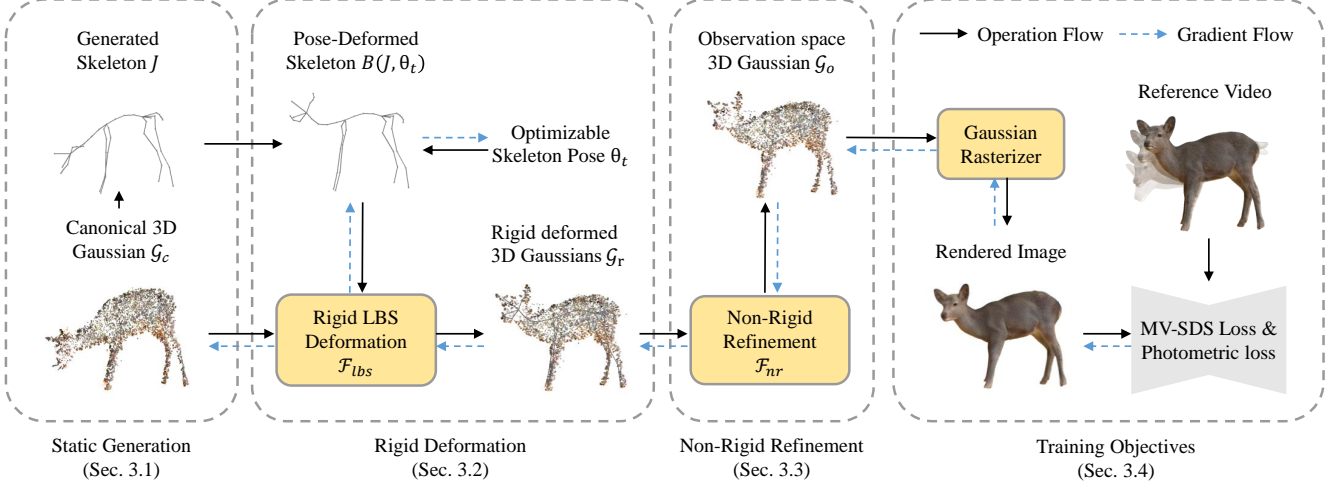 Generated
Skeleton J
Canonical 3D
Gaussian 𝒢c
Static Generation
(Sec. 3.1)
Pose-Deformed
Skeleton B(J, θt)
Optimizable
Skeleton Pose θt
Rigid deformed
3D Gaussians 𝒢r
Rigid LBS
Deformation
ℱlbs
Rigid Deformation
(Sec. 3.2)
Observation space
3D Gaussian 𝒢o
Non-Rigid
Refinement
ℱnr
Non-Rigid Refinement
(Sec. 3.3)
Operation Flow
Gradient Flow
Reference Video
Gaussian
Rasterizer
Rendered Image
MV-SDS Loss &
Photometric loss
Training Objectives
(Sec. 3.4)